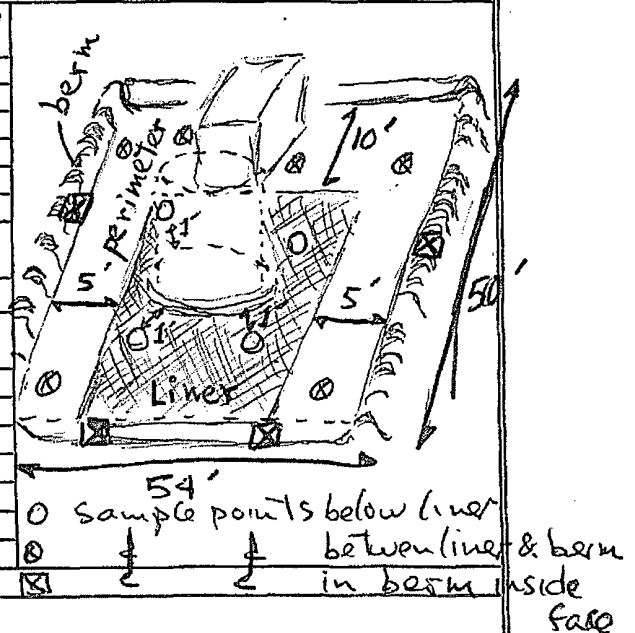 berm
10'
perimeter
1'
5'
5'
50'
1'
1'
Liner
54'
O sample points below liner
⊗ betwen liner & berm
⊠ in berm inside
face